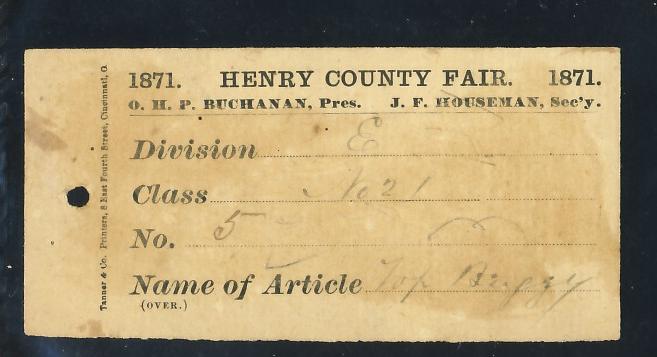 1871. HENRY COUNTY FAIR. 1871.
O. H. P. BUCHANAN, Pres. J. F. HOUSEMAN, Sec'y.
Division E
Class No 21
No. 5
Name of Article Top Buggy
(OVER.)
Tanner & Co. Printers, 8 East Fourth Street, Cincinnati, O.